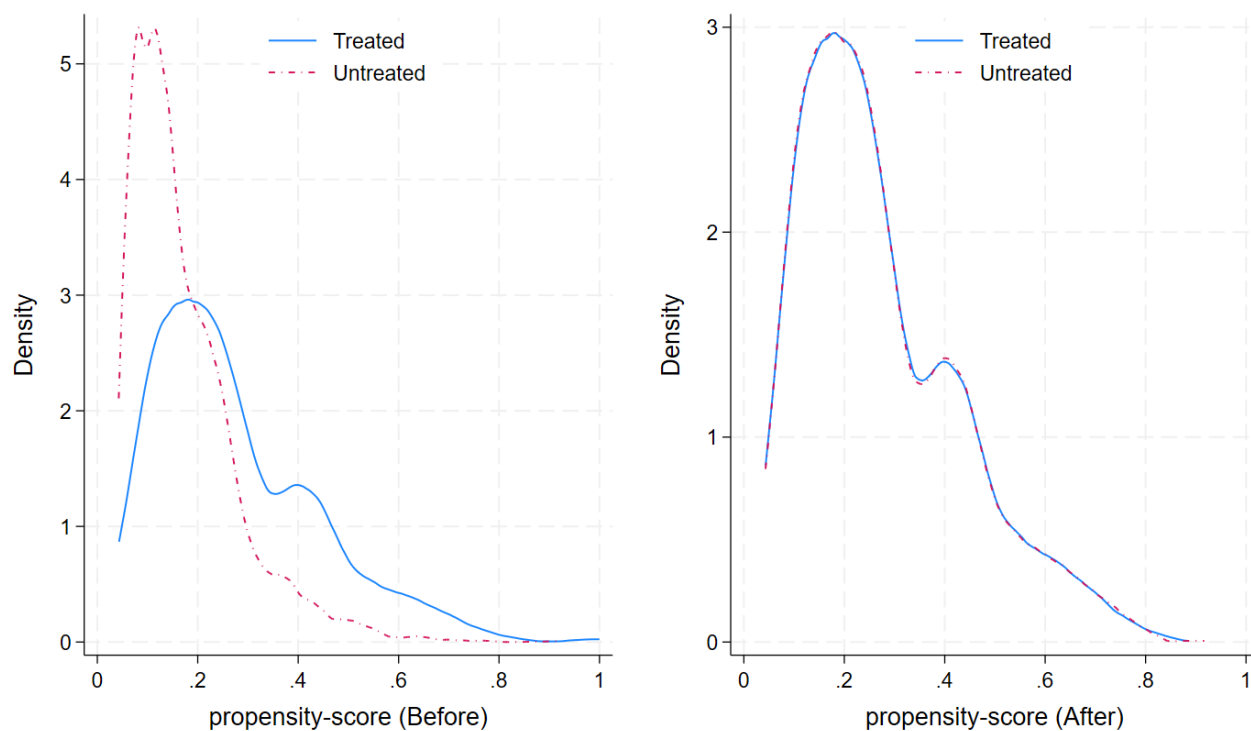 Treated
Untreated
5
4
3
2
1
0
Density
0 .2 .4 .6 .8 1
propensity-score (Before)
Treated
Untreated
3
2
1
0
Density
0 .2 .4 .6 .8 1
propensity-score (After)